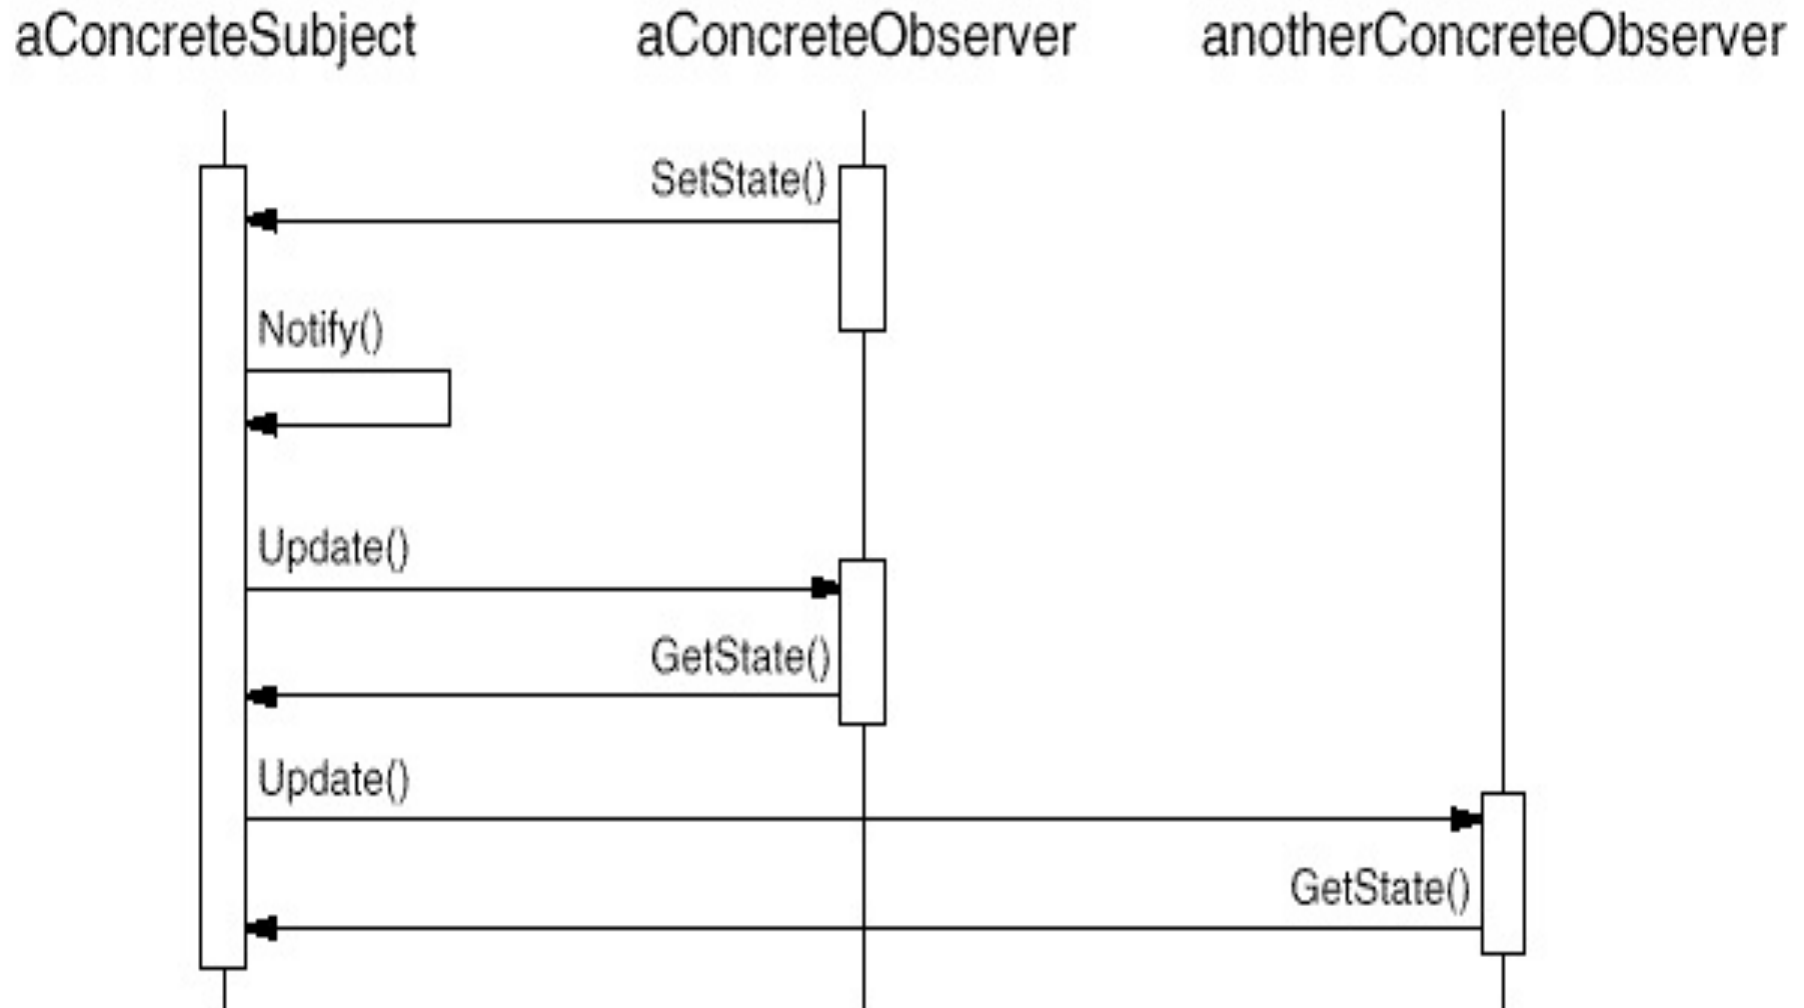 aConcreteSubject aConcreteObserver anotherConcreteObserver
SetState()
Notify()
Update()
GetState()
Update()
GetState()